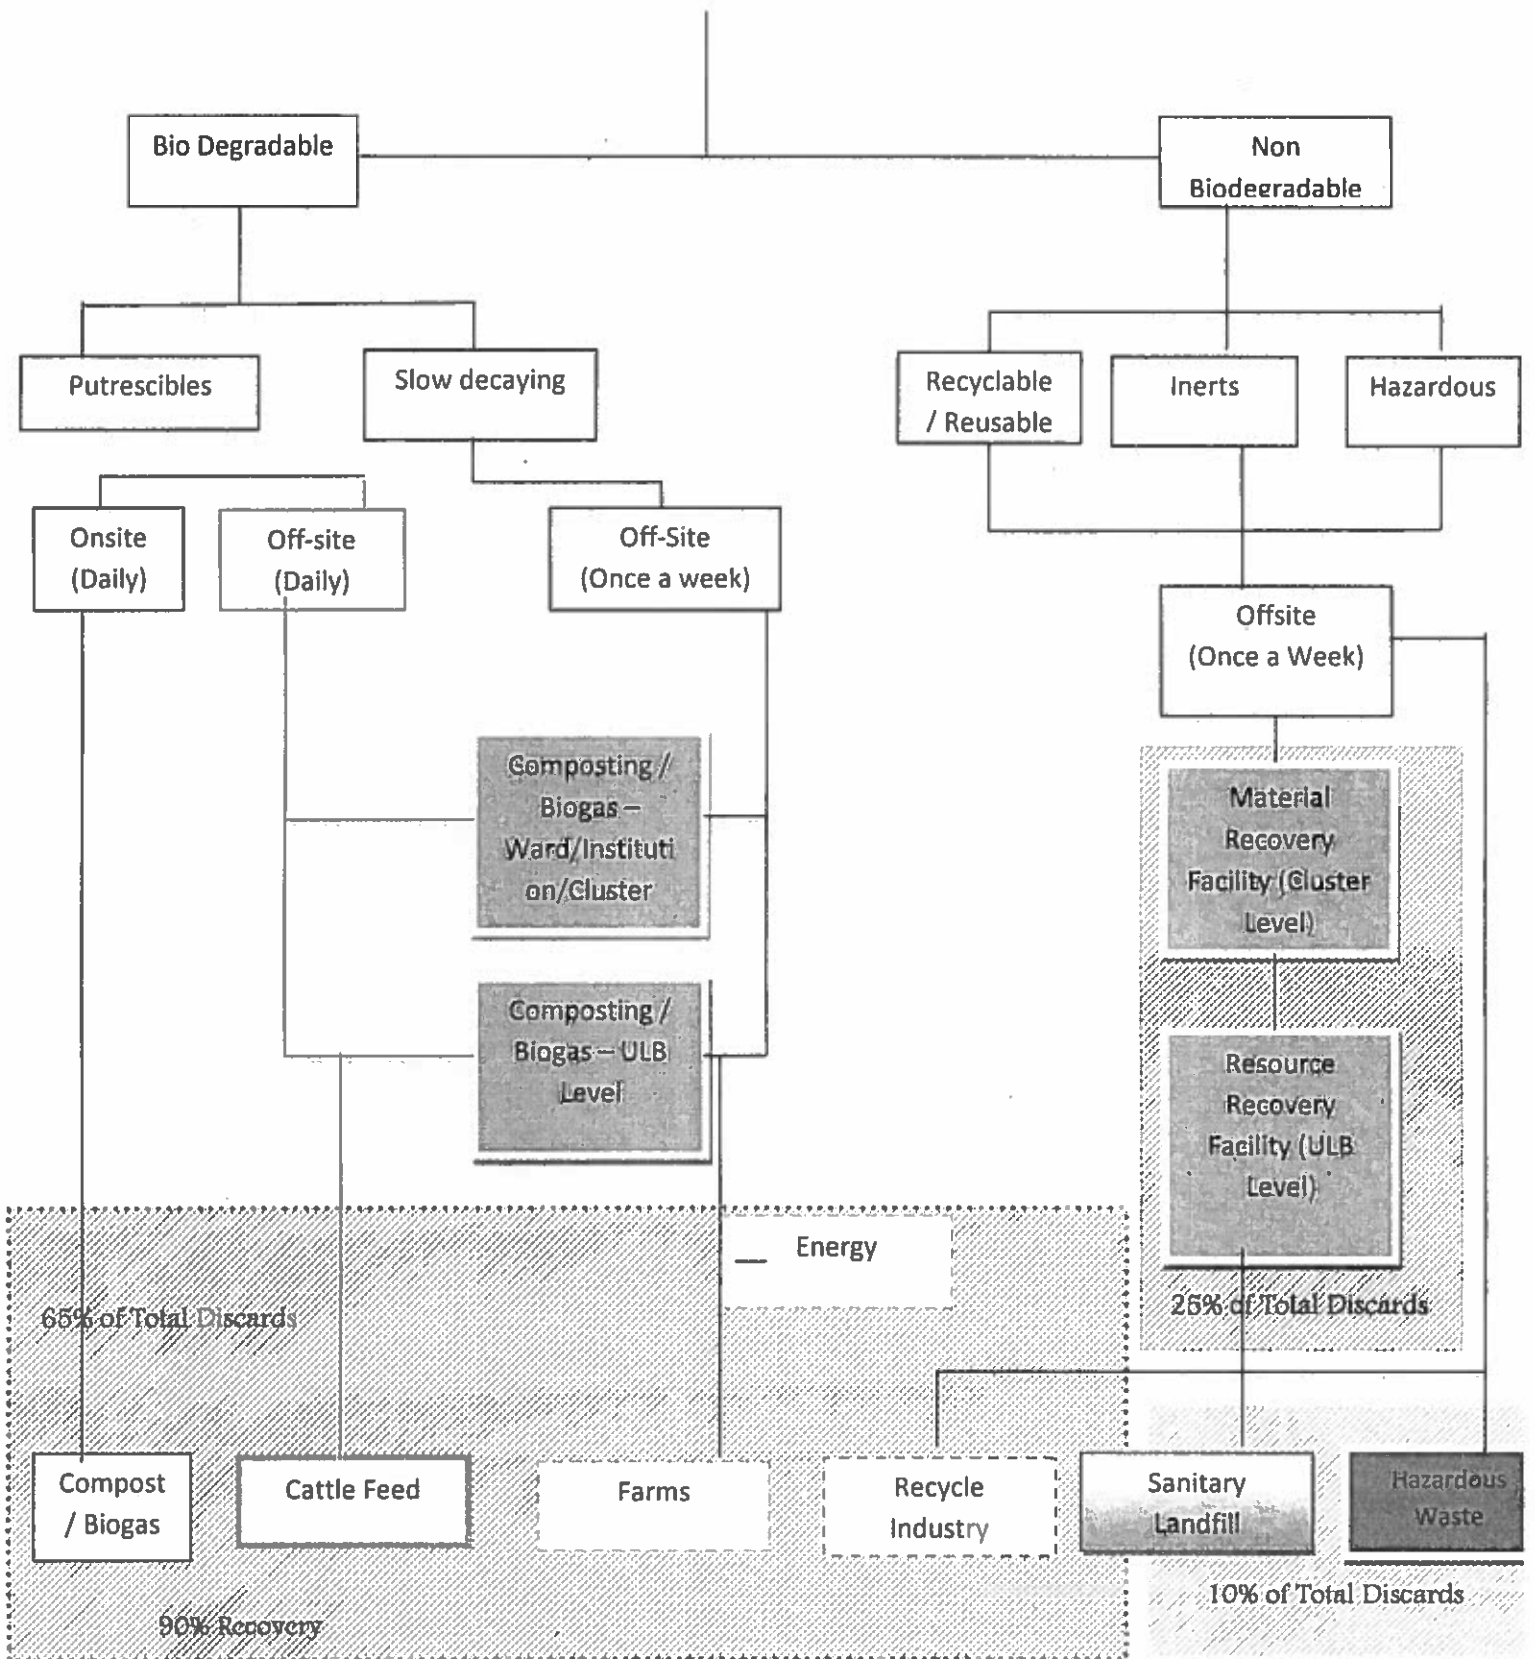 Bio Degradable
Non
Biodegradable
Putrescibles
Slow decaying
Recyclable
/ Reusable
Inerts
Hazardous
Onsite
(Daily)
Off-site
(Daily)
Off-Site
(Once a week)
Offsite
(Once a Week)
Composting /
Biogas –
Ward/Instituti
on/Cluster
Material
Recovery
Facility (Cluster
Level)
Composting /
Biogas – ULB
Level
Resource
Recovery
Facility (ULB
Level)
Energy
65% of Total Discards
25% of Total Discards
Compost
/ Biogas
Cattle Feed
Farms
Recycle
Industry
Sanitary
Landfill
Hazardous
Waste
10% of Total Discards
90% Recovery